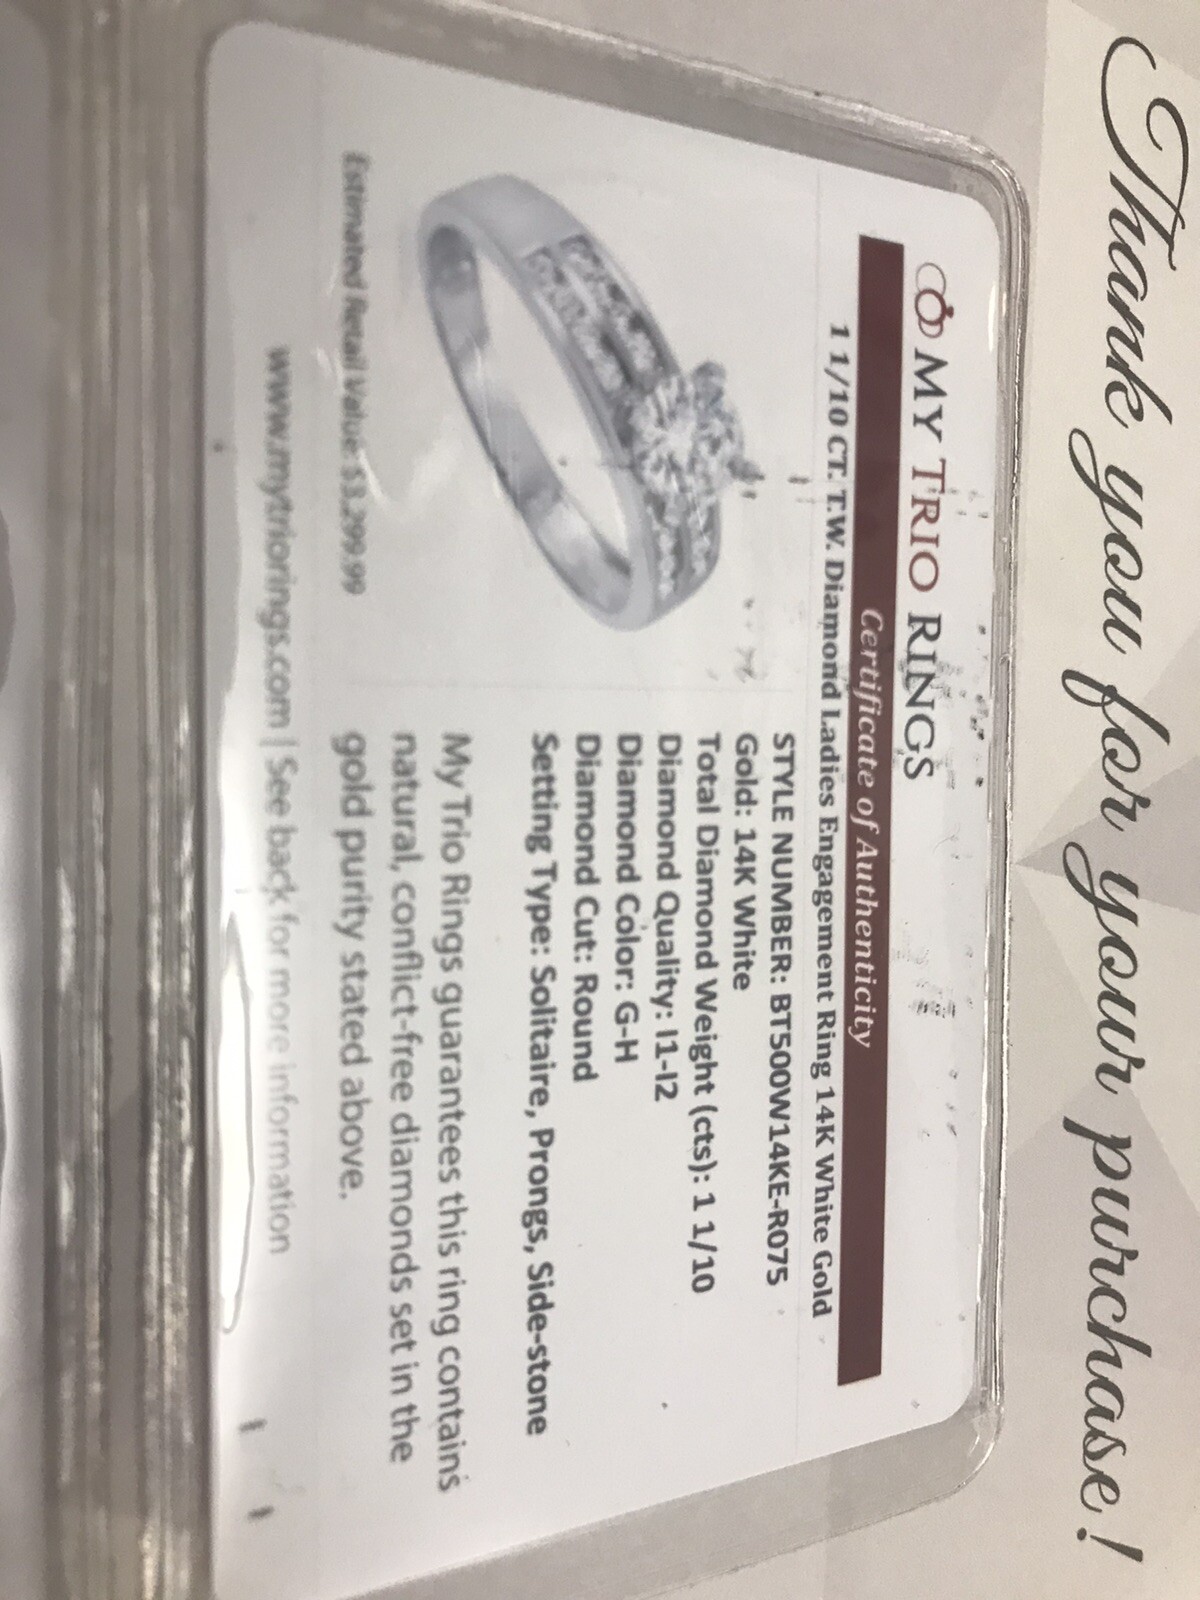 Thank you for your purchase!
MY TRIO RINGS
Certificate of Authenticity
1 1/10 CT. T.W. Diamond Ladies Engagement Ring 14K White Gold
STYLE NUMBER: BT500W14KE-R075
Gold: 14K White
Total Diamond Weight (cts): 1 1/10
Diamond Quality: I1-I2
Diamond Color: G-H
Diamond Cut: Round
Setting Type: Solitaire, Prongs, Side-stone
My Trio Rings guarantees this ring contains
natural, conflict-free diamonds set in the
gold purity stated above.
Estimated Retail Value: $3,299.99
www.mytriorings.com | See back for more information